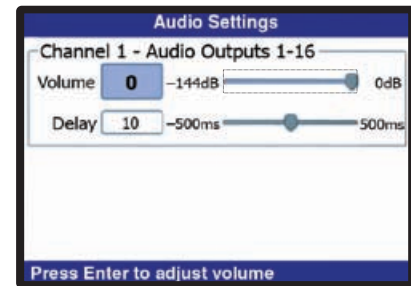 Audio Settings
Channel 1 - Audio Outputs 1-16
Volume 0 -144dB 0dB
Delay 10 -500ms 500ms
Press Enter to adjust volume